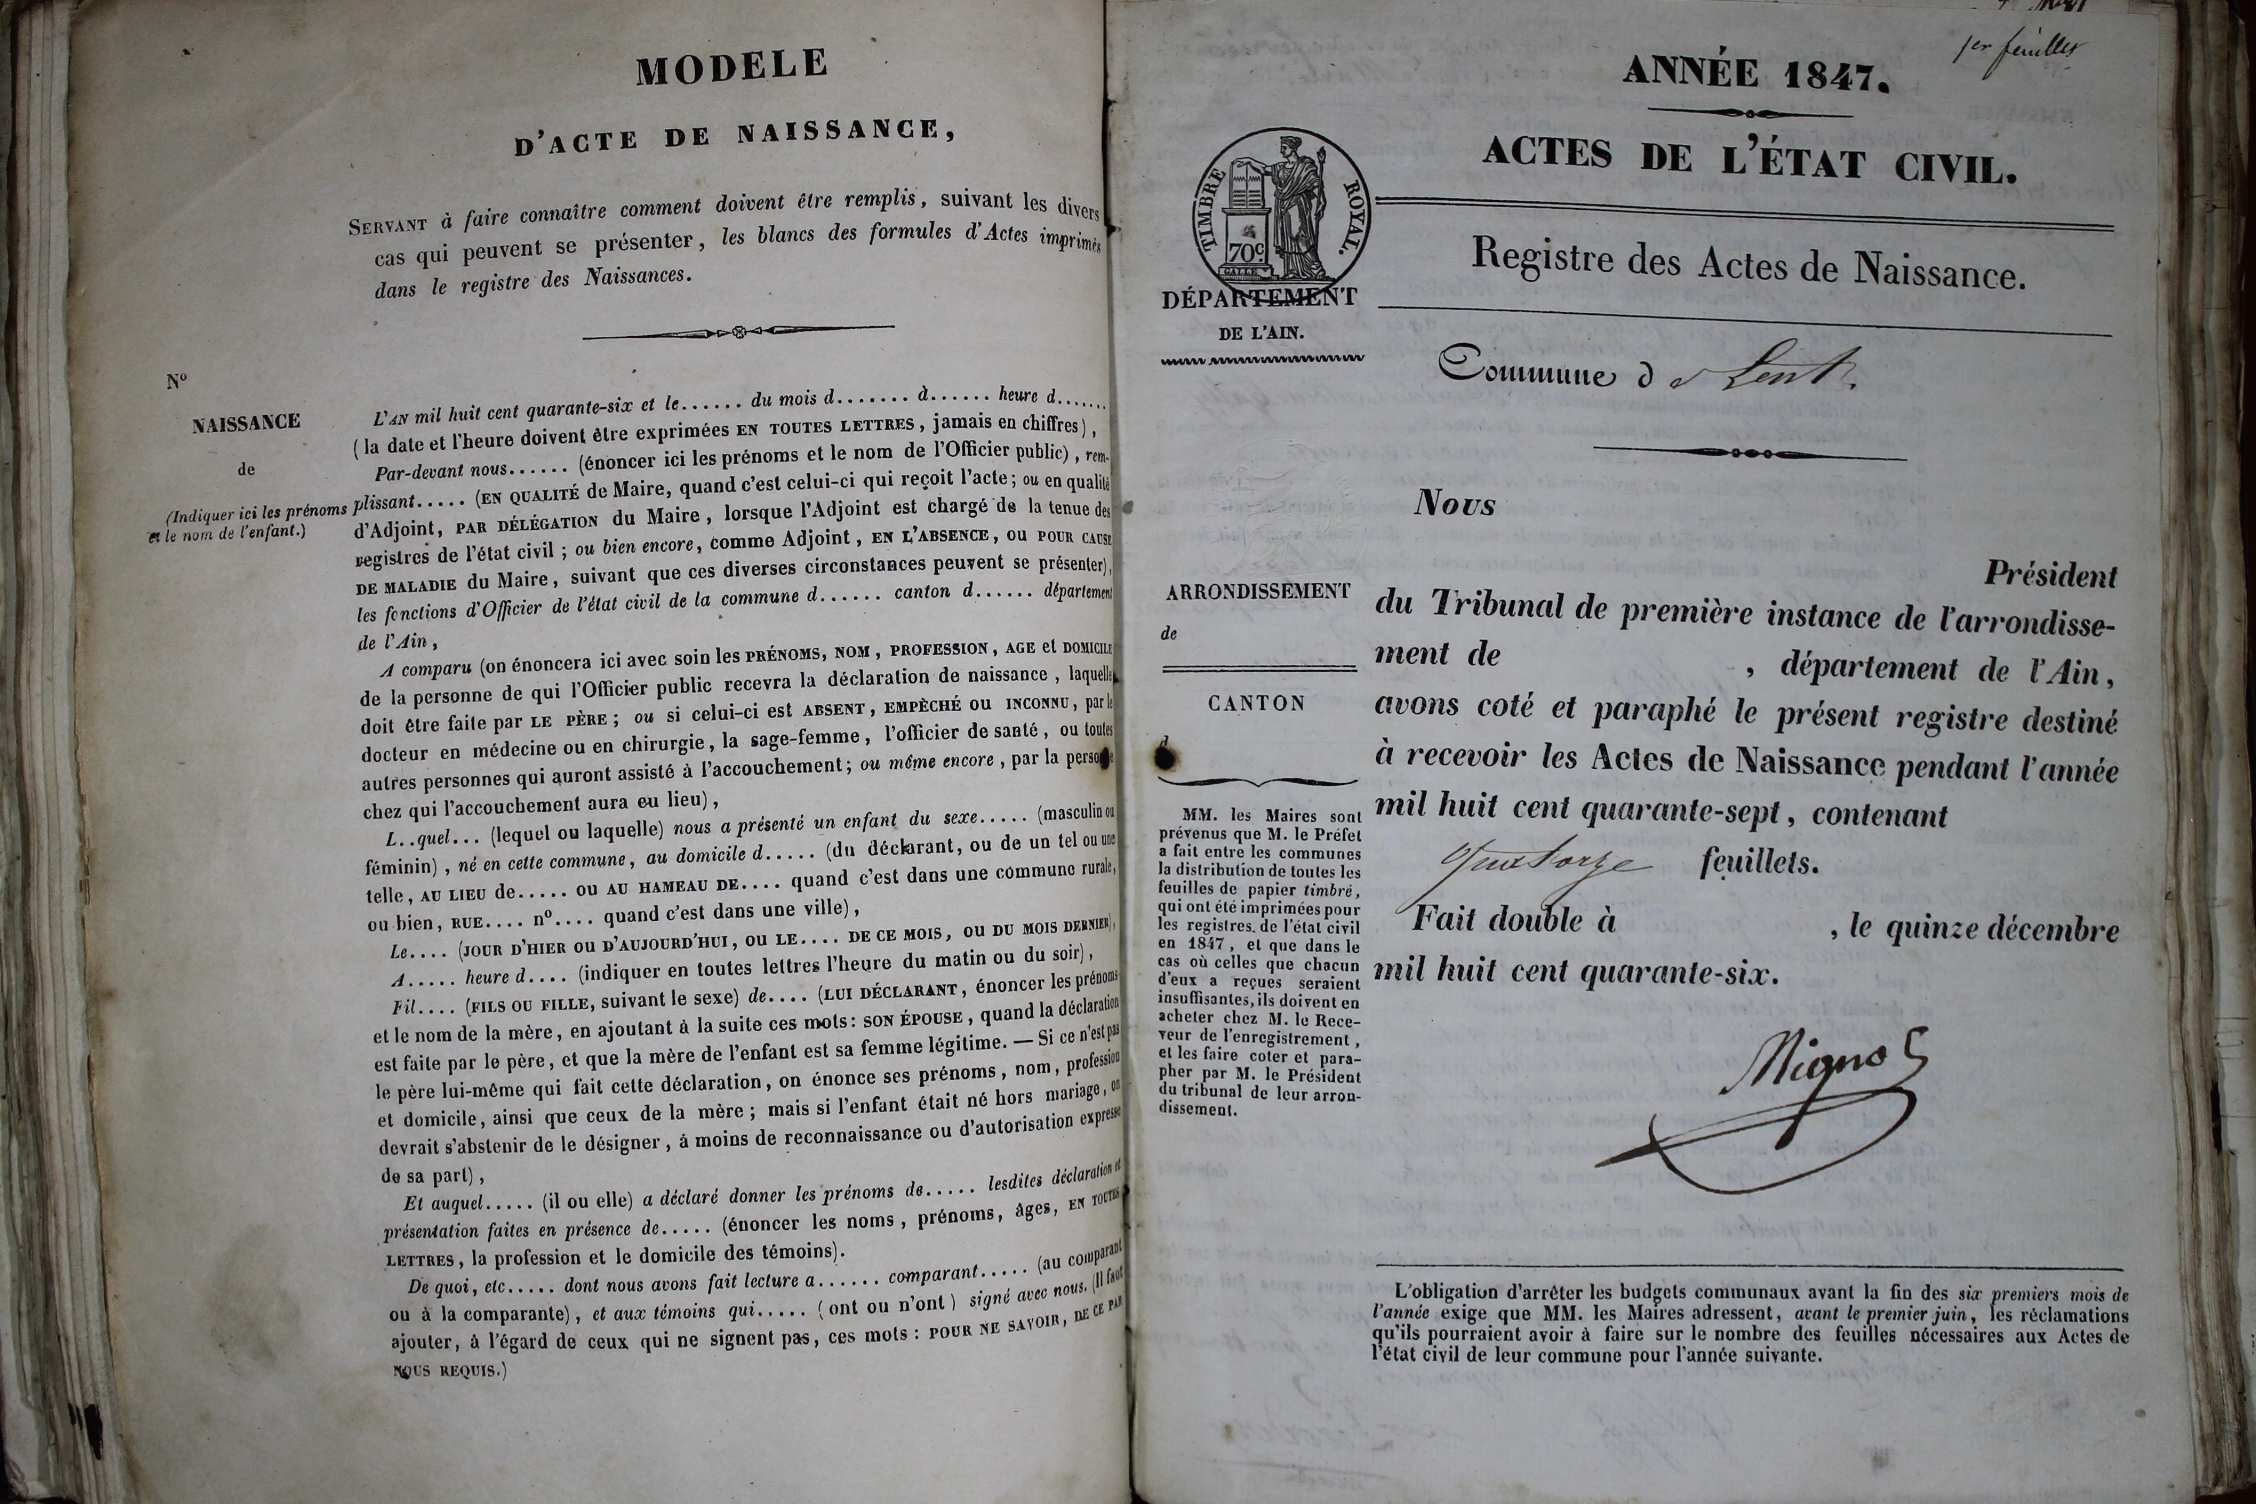 MODELE
D'ACTE DE NAISSANCE,
SERVANT à faire connaître comment doivent être remplis, suivant les divers
cas qui peuvent se présenter, les blancs des formules d'Actes imprimés
dans le registre des Naissances.
N°
NAISSANCE
de
(Indiquer ici les prénoms
et le nom de l'enfant.)
L'AN mil huit cent quarante-six et le...... du mois d....... à...... heure d.......
(la date et l'heure doivent être exprimées EN TOUTES LETTRES, jamais en chiffres),
Par-devant nous...... (énoncer ici les prénoms et le nom de l'Officier public), rem-
plissant..... (EN QUALITÉ de Maire, quand c'est celui-ci qui reçoit l'acte; ou en qualité
d'Adjoint, PAR DÉLÉGATION du Maire, lorsque l'Adjoint est chargé de la tenue des
registres de l'état civil; ou bien encore, comme Adjoint, EN L'ABSENCE, ou POUR CAUSE
DE MALADIE du Maire, suivant que ces diverses circonstances peuvent se présenter),
les fonctions d'Officier de l'état civil de la commune d...... canton d...... département
de l'Ain,
A comparu (on énoncera ici avec soin les PRÉNOMS, NOM, PROFESSION, AGE et DOMICILE
de la personne de qui l'Officier public recevra la déclaration de naissance, laquelle
doit être faite par LE PÈRE; ou si celui-ci est ABSENT, EMPÈCHÉ ou INCONNU, par le
docteur en médecine ou en chirurgie, la sage-femme, l'officier de santé, ou toutes
autres personnes qui auront assisté à l'accouchement; ou même encore, par la personne
chez qui l'accouchement aura eu lieu),
L..quel... (lequel ou laquelle) nous a présenté un enfant du sexe..... (masculin ou
féminin), né en cette commune, au domicile d..... (du déclarant, ou de un tel ou une
telle, AU LIEU de..... ou AU HAMEAU DE.... quand c'est dans une commune rurale,
ou bien, RUE.... n°.... quand c'est dans une ville),
Le.... (JOUR D'HIER OU D'AUJOURD'HUI, OU LE.... DE CE MOIS, OU DU MOIS DERNIER),
A..... heure d.... (indiquer en toutes lettres l'heure du matin ou du soir),
Fil.... (FILS OU FILLE, suivant le sexe) de.... (LUI DÉCLARANT, énoncer les prénoms
et le nom de la mère, en ajoutant à la suite ces mots: SON ÉPOUSE, quand la déclaration
est faite par le père, et que la mère de l'enfant est sa femme légitime. — Si ce n'est pas
le père lui-même qui fait cette déclaration, on énonce ses prénoms, nom, profession
et domicile, ainsi que ceux de la mère; mais si l'enfant était né hors mariage, on
devrait s'abstenir de le désigner, à moins de reconnaissance ou d'autorisation expresse
de sa part),
Et auquel..... (il ou elle) a déclaré donner les prénoms de..... lesdites déclaration et
présentation faites en présence de..... (énoncer les noms, prénoms, âges, EN TOUTES
LETTRES, la profession et le domicile des témoins).
De quoi, etc..... dont nous avons fait lecture a...... comparant..... (au comparant
ou à la comparante), et aux témoins qui..... (ont ou n'ont) signé avec nous. (Il faut
ajouter, à l'égard de ceux qui ne signent pas, ces mots: POUR NE SAVOIR, DE CE PAR
NOUS REQUIS.)
1er feuillet
ANNÉE 1847.
ACTES DE L'ÉTAT CIVIL.
TIMBRE ROYAL.
70c
Registre des Actes de Naissance.
DÉPARTEMENT
DE L'AIN.
Commune d e Lent.
Nous
Président
du Tribunal de première instance de l'arrondisse-
ment de , département de l'Ain,
avons coté et paraphé le présent registre destiné
à recevoir les Actes de Naissance pendant l'année
mil huit cent quarante-sept, contenant
quatorze feuillets.
Fait double à , le quinze décembre
mil huit cent quarante-six.
ARRONDISSEMENT
de
CANTON
d
MM. les Maires sont
prévenus que M. le Préfet
a fait entre les communes
la distribution de toutes les
feuilles de papier timbré,
qui ont été imprimées pour
les registres de l'état civil
en 1847, et que dans le
cas où celles que chacun
d'eux a reçues seraient
insuffisantes, ils doivent en
acheter chez M. le Rece-
veur de l'enregistrement,
et les faire coter et para-
pher par M. le Président
du tribunal de leur arron-
dissement.
L'obligation d'arrêter les budgets communaux avant la fin des six premiers mois de
l'année exige que MM. les Maires adressent, avant le premier juin, les réclamations
qu'ils pourraient avoir à faire sur le nombre des feuilles nécessaires aux Actes de
l'état civil de leur commune pour l'année suivante.